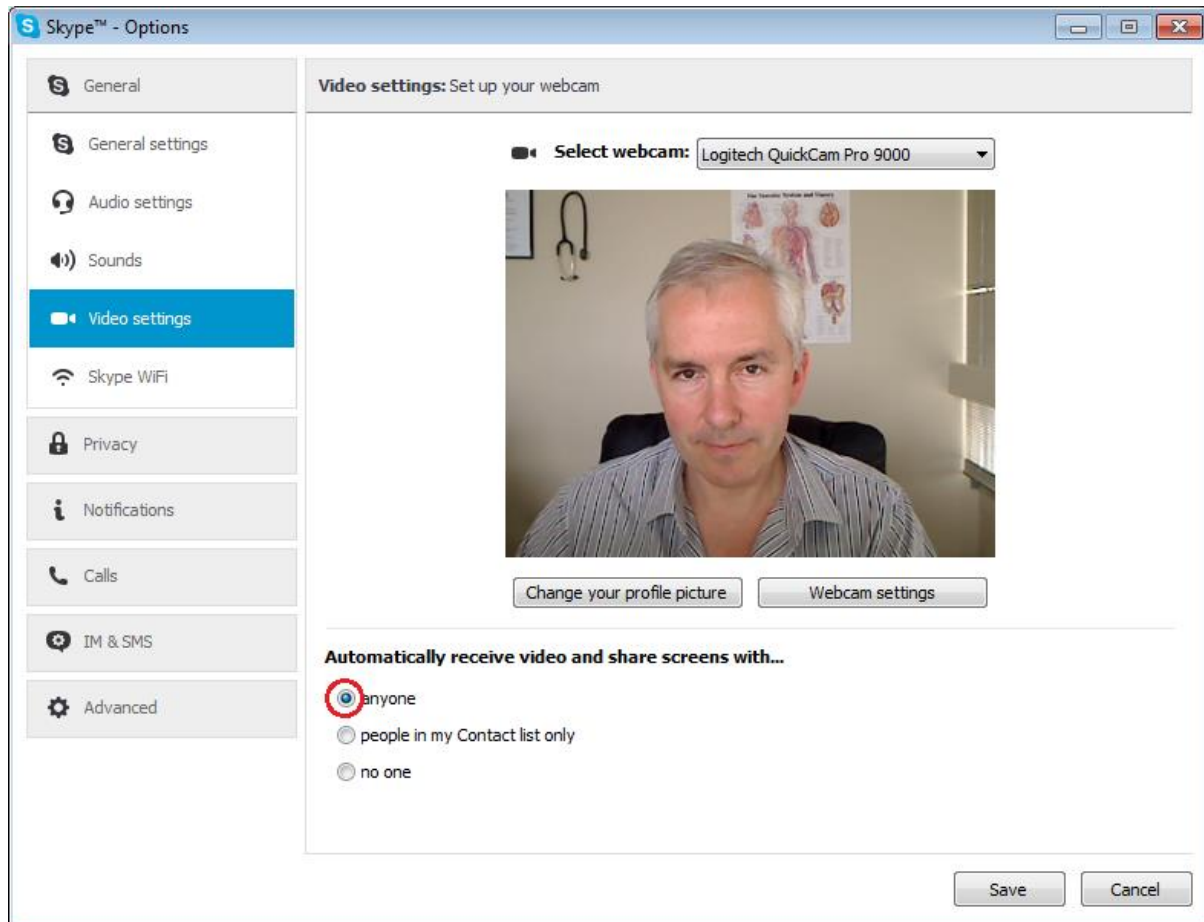 Skype™ - Options
General
General settings
Audio settings
Sounds
Video settings
Skype WiFi
Privacy
Notifications
Calls
IM & SMS
Advanced
Video settings: Set up your webcam
Select webcam: Logitech QuickCam Pro 9000
Change your profile picture
Webcam settings
Automatically receive video and share screens with...
anyone
people in my Contact list only
no one
Save
Cancel